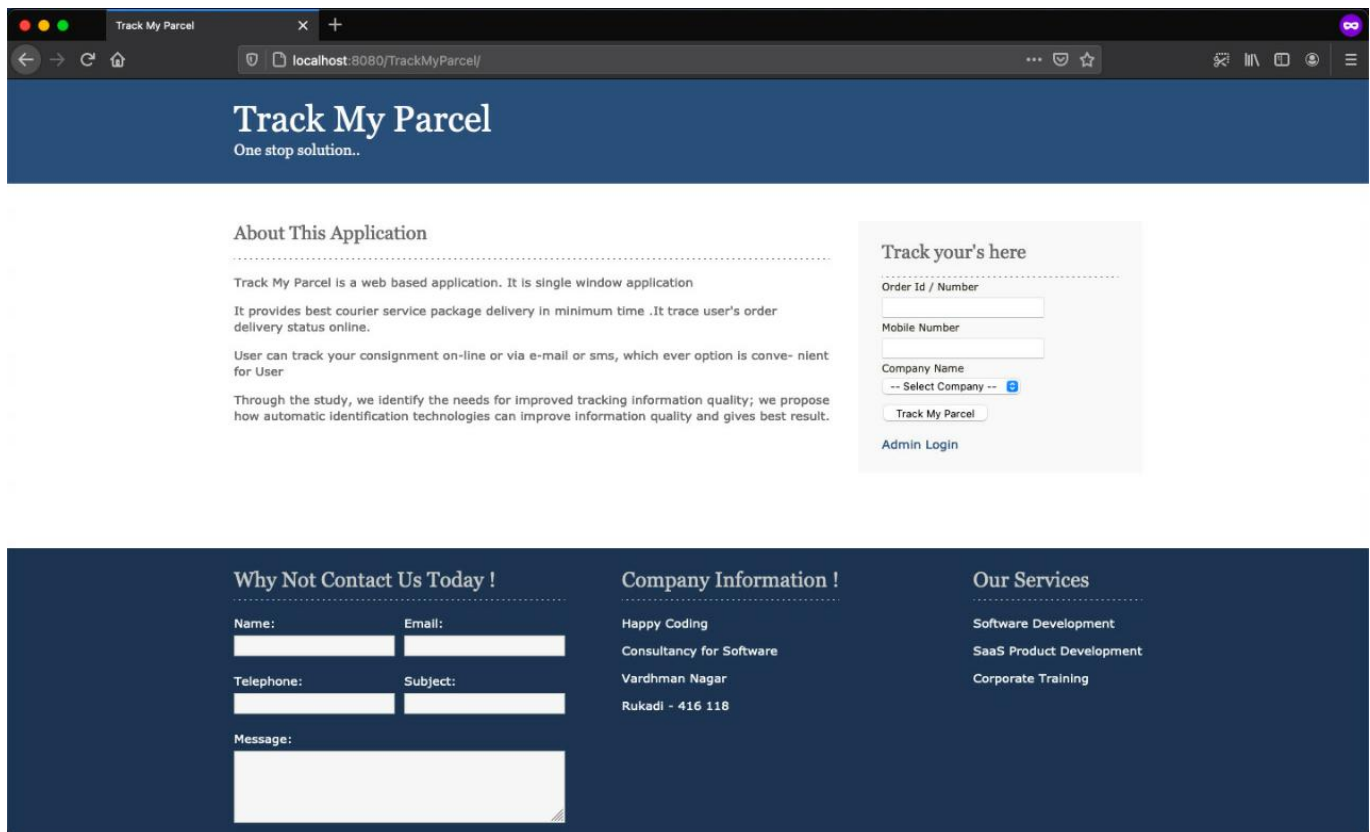 Track My Parcel
localhost:8080/TrackMyParcel/
Track My Parcel
One stop solution..
About This Application
Track My Parcel is a web based application. It is single window application
It provides best courier service package delivery in minimum time .It trace user's order
delivery status online.
User can track your consignment on-line or via e-mail or sms, which ever option is conve- nient
for User
Through the study, we identify the needs for improved tracking information quality; we propose
how automatic identification technologies can improve information quality and gives best result.
Track your's here
Order Id / Number
Mobile Number
Company Name
-- Select Company --
Track My Parcel
Admin Login
Why Not Contact Us Today !
Name:
Email:
Telephone:
Subject:
Message:
Company Information !
Happy Coding
Consultancy for Software
Vardhman Nagar
Rukadi - 416 118
Our Services
Software Development
SaaS Product Development
Corporate Training